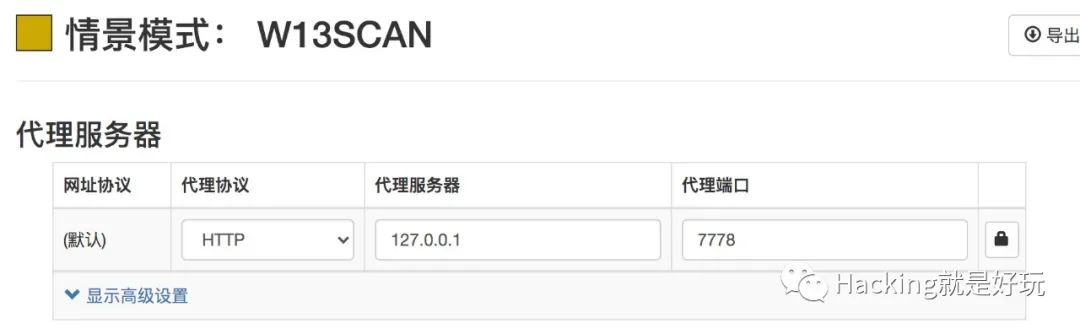 情景模式： W13SCAN
导出
代理服务器
网址协议 代理协议 代理服务器 代理端口
(默认) HTTP 127.0.0.1 7778
显示高级设置
Hacking就是好玩